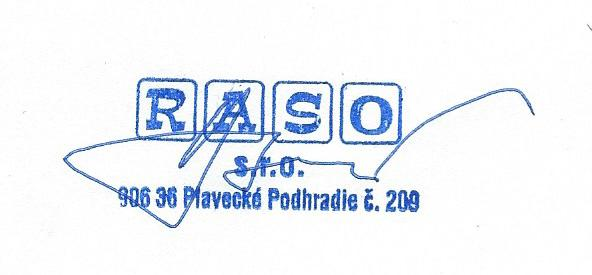 RASO
s.r.o.
906 36 Plavecké Podhradie č. 209